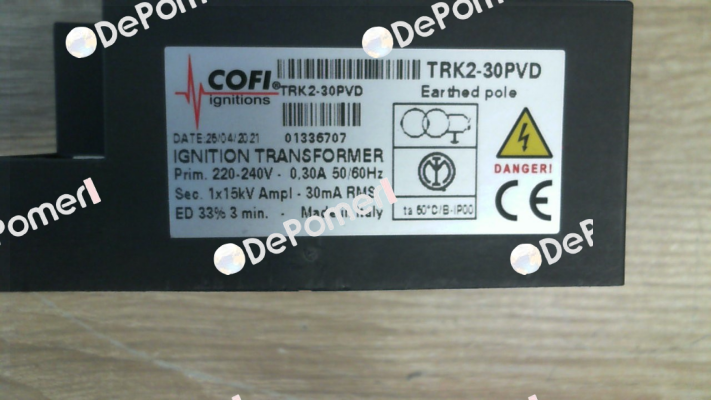 DePomerl
DePomerl
COFI®
ignitions
TRK2-30PVD
TRK2-30PVD
Earthed pole
DATE:25/04/2021 01336707
IGNITION TRANSFORMER
Prim. 220-240V - 0,30A 50/60Hz
Sec. 1x15kV Ampl - 30mA RMS
ED 33% 3 min. - Made in Italy
ta 50°C/B-IP00
DANGER!
CE
DePomerl
DePomerl
DePomerl